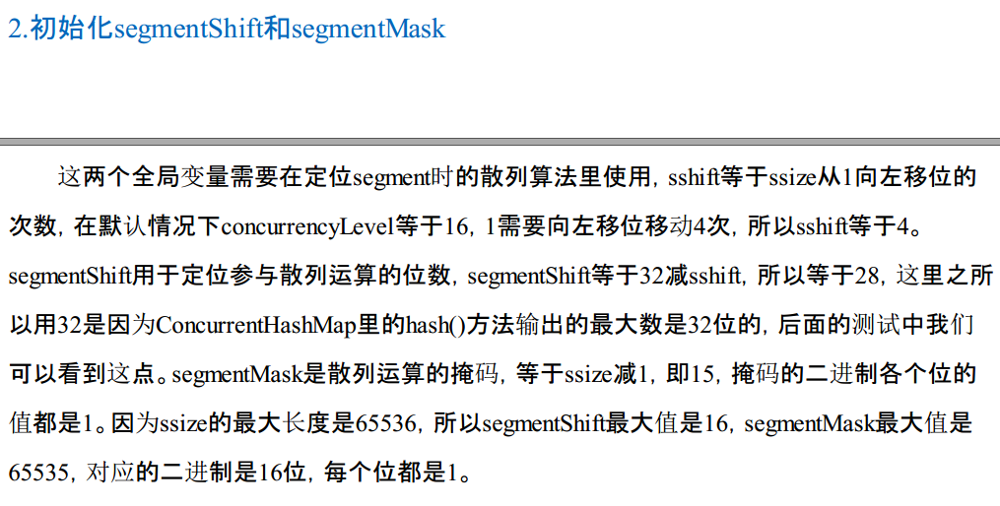 2.初始化segmentShift和segmentMask
这两个全局变量需要在定位segment时的散列算法里使用，sshift等于ssize从1向左移位的
次数，在默认情况下concurrencyLevel等于16，1需要向左移位移动4次，所以sshift等于4。
segmentShift用于定位参与散列运算的位数，segmentShift等于32减sshift，所以等于28，这里之所
以用32是因为ConcurrentHashMap里的hash()方法输出的最大数是32位的，后面的测试中我们
可以看到这点。segmentMask是散列运算的掩码，等于ssize减1，即15，掩码的二进制各个位的
值都是1。因为ssize的最大长度是65536，所以segmentShift最大值是16，segmentMask最大值是
65535，对应的二进制是16位，每个位都是1。